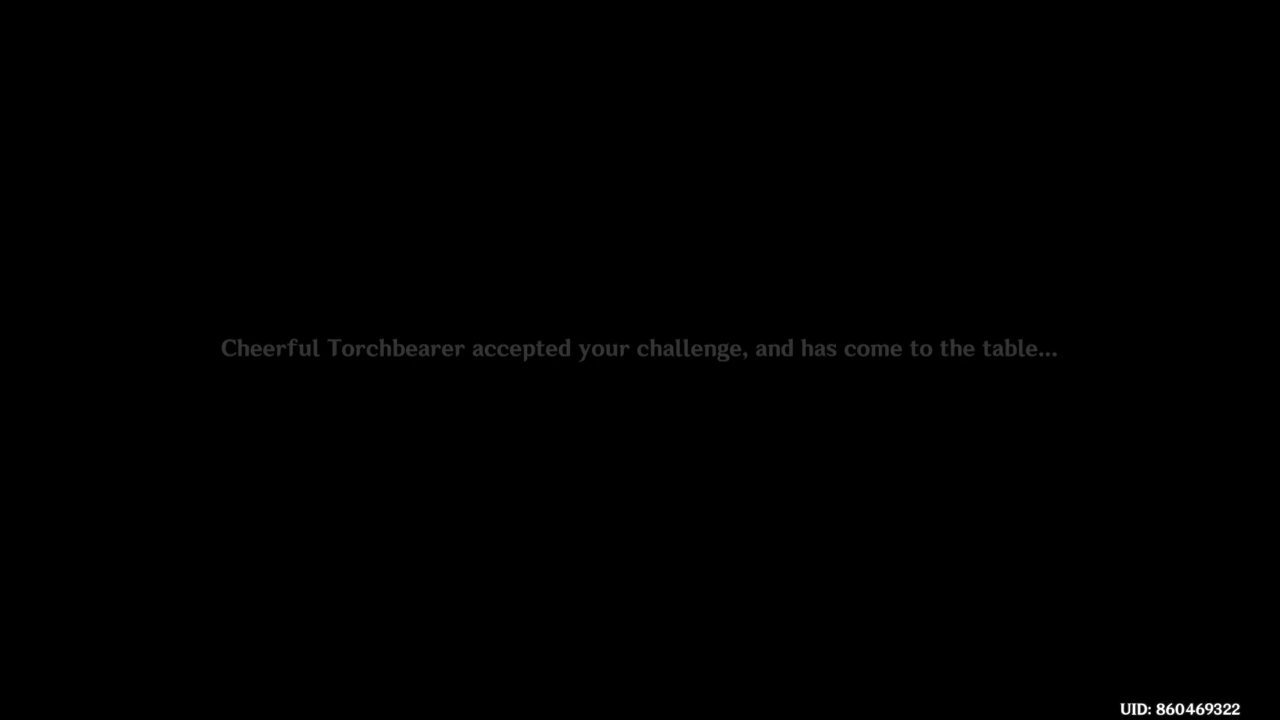 Cheerful Torchbearer accepted your challenge, and has come to the table...
UID: 860469322